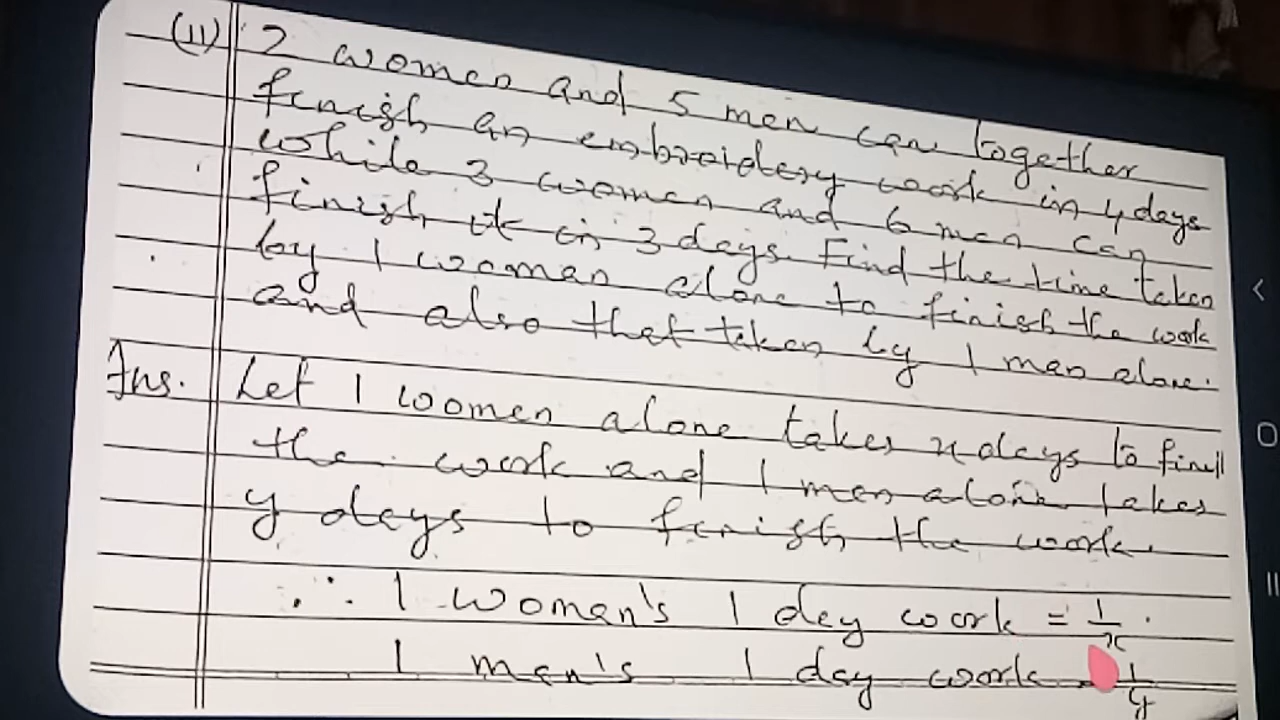 (ii) 2 women and 5 men can together
finish an embroidery work in 4 days
while 3 women and 6 men can
finish it in 3 days. Find the time taken
by 1 woman alone to finish the work
and also that taken by 1 man alone.
Ans. Let 1 women alone takes x days to finish
the work and 1 man alone takes
y days to finish the work.
∴ 1 women's 1 day work = 1/x.
1 men's 1 day work = 1/y